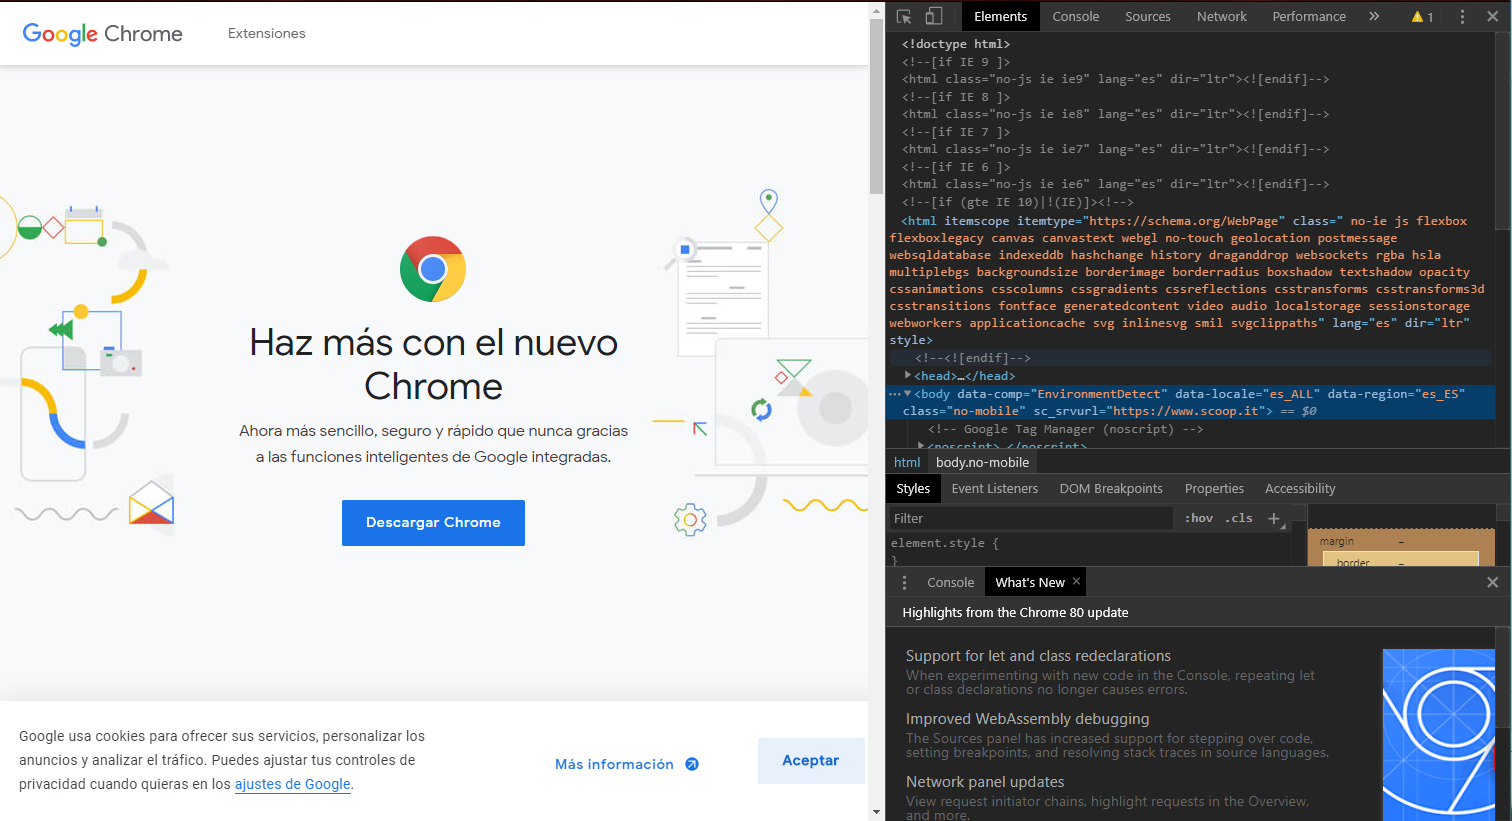 Google Chrome
Extensiones
Haz más con el nuevo
Chrome
Ahora más sencillo, seguro y rápido que nunca gracias
a las funciones inteligentes de Google integradas.
Descargar Chrome
Google usa cookies para ofrecer sus servicios, personalizar los
anuncios y analizar el tráfico. Puedes ajustar tus controles de
privacidad cuando quieras en los ajustes de Google.
Más información
Aceptar
Elements Console Sources Network Performance » 1
<!doctype html>
<!--[if IE 9 ]>
<html class="no-js ie ie9" lang="es" dir="ltr"><![endif]-->
<!--[if IE 8 ]>
<html class="no-js ie ie8" lang="es" dir="ltr"><![endif]-->
<!--[if IE 7 ]>
<html class="no-js ie ie7" lang="es" dir="ltr"><![endif]-->
<!--[if IE 6 ]>
<html class="no-js ie ie6" lang="es" dir="ltr"><![endif]-->
<!--[if (gte IE 10)|!(IE)]><!-->
<html itemscope itemtype="https://schema.org/WebPage" class=" no-ie js flexbox
flexboxlegacy canvas canvastext webgl no-touch geolocation postmessage
websqldatabase indexeddb hashchange history draganddrop websockets rgba hsla
multiplebgs backgroundsize borderimage borderradius boxshadow textshadow opacity
cssanimations csscolumns cssgradients cssreflections csstransforms csstransforms3d
csstransitions fontface generatedcontent video audio localstorage sessionstorage
webworkers applicationcache svg inlinesvg smil svgclippaths" lang="es" dir="ltr"
style>
<!--<![endif]-->
<head>…</head>
<body data-comp="EnvironmentDetect" data-locale="es_ALL" data-region="es_ES"
class="no-mobile" sc_srvurl="https://www.scoop.it"> == $0
<!-- Google Tag Manager (noscript) -->
<noscript>…</noscript>
html body.no-mobile
Styles Event Listeners DOM Breakpoints Properties Accessibility
Filter :hov .cls +
element.style {
}
margin –
border –
Console What's New ×
Highlights from the Chrome 80 update
Support for let and class redeclarations
When experimenting with new code in the Console, repeating let
or class declarations no longer causes errors.
Improved WebAssembly debugging
The Sources panel has increased support for stepping over code,
setting breakpoints, and resolving stack traces in source languages.
Network panel updates
View request initiator chains, highlight requests in the Overview,
and more.